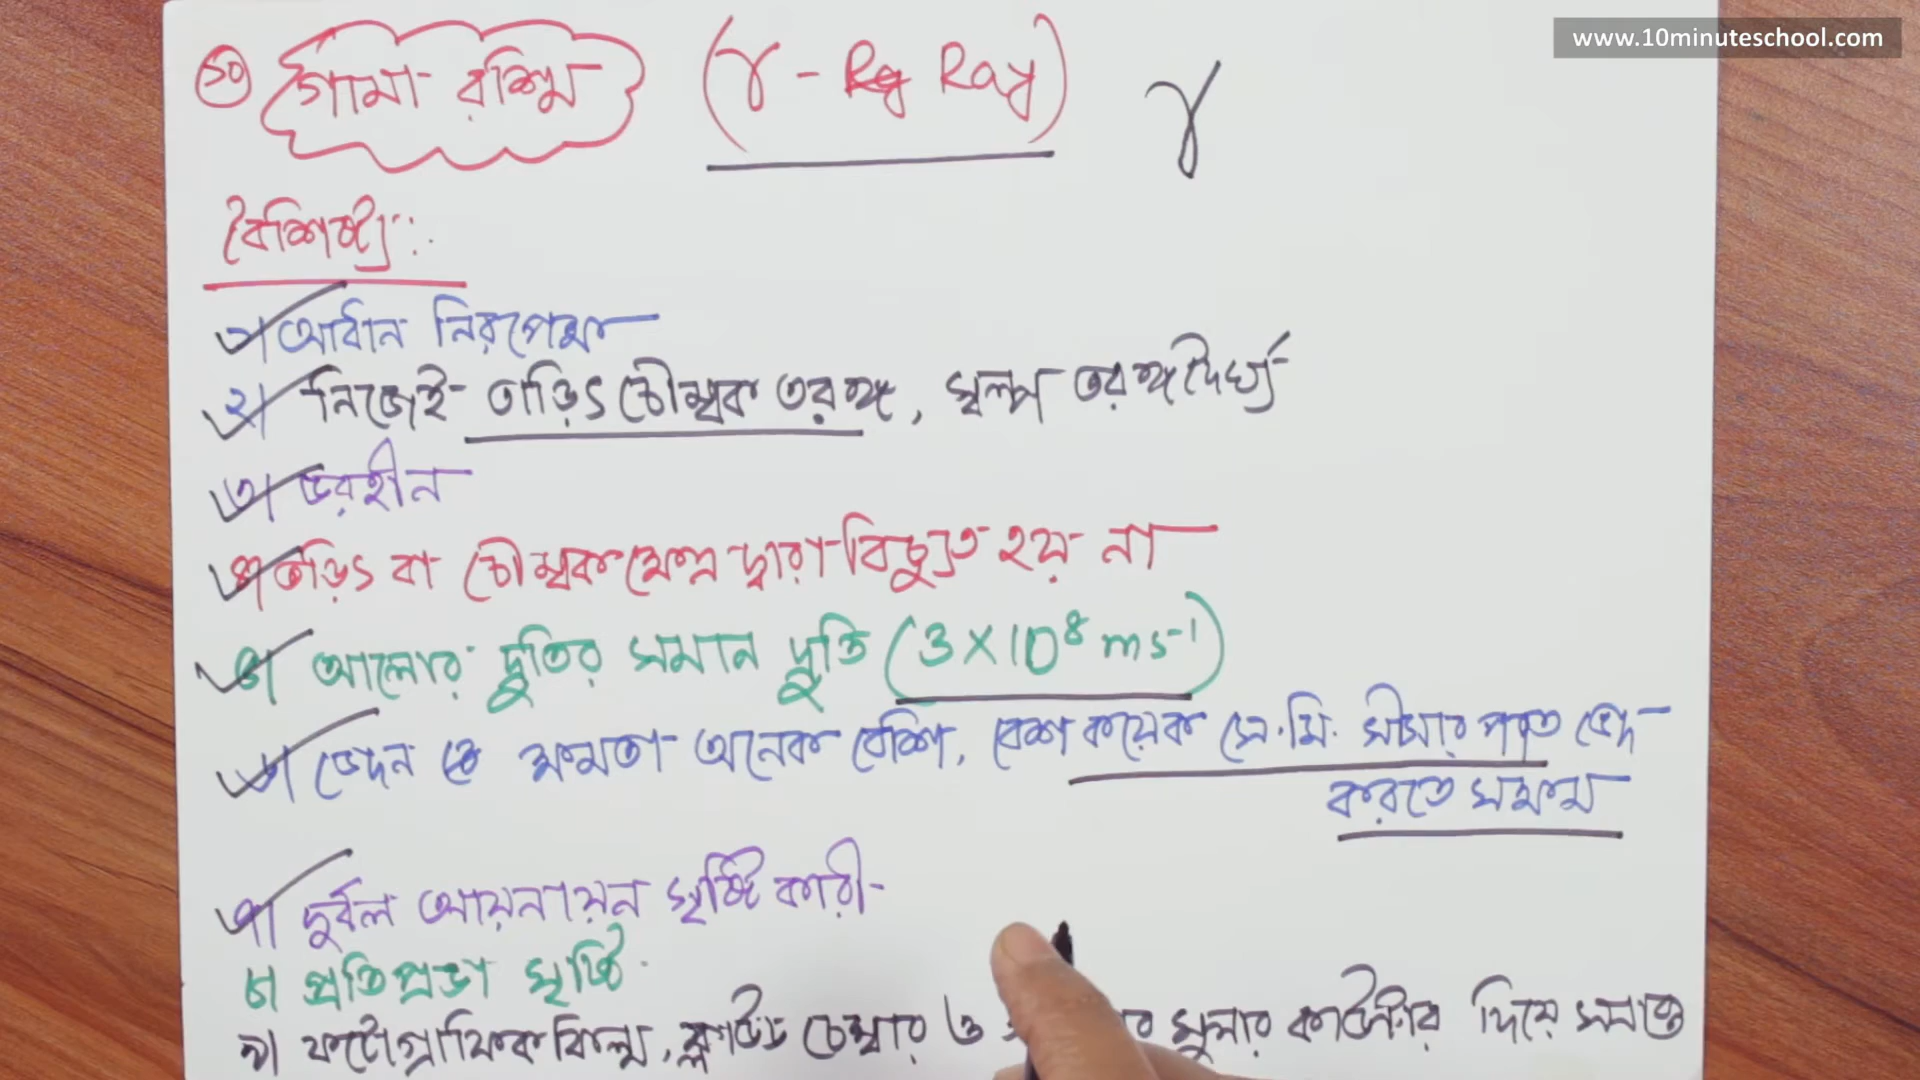 www.10minuteschool.com
১০ গামা রশ্মি (γ - Ray) γ
বৈশিষ্ট্য:
১। আধান নিরপেক্ষ
২। নিজেই তাড়িৎ চৌম্বক তরঙ্গ, স্বল্প তরঙ্গদৈর্ঘ্য
৩। ভরহীন
৪। তড়িৎ বা চৌম্বকক্ষেত্র দ্বারা বিচ্যুত হয় না
৫। আলোর দ্রুতির সমান দ্রুতি (3×10⁸ ms⁻¹)
৬। ভেদন ক্ষমতা অনেক বেশি, বেশ কয়েক সে.মি. সীসার পাত ভেদ
করতে সক্ষম
৭। দুর্বল আয়নায়ন সৃষ্টিকারী
৮। প্রতিপ্রভা সৃষ্টি
৯। ফটোগ্রাফিক ফিল্ম, ক্লাউড চেম্বার ও মুলার কাউন্টার দিয়ে সনাক্ত